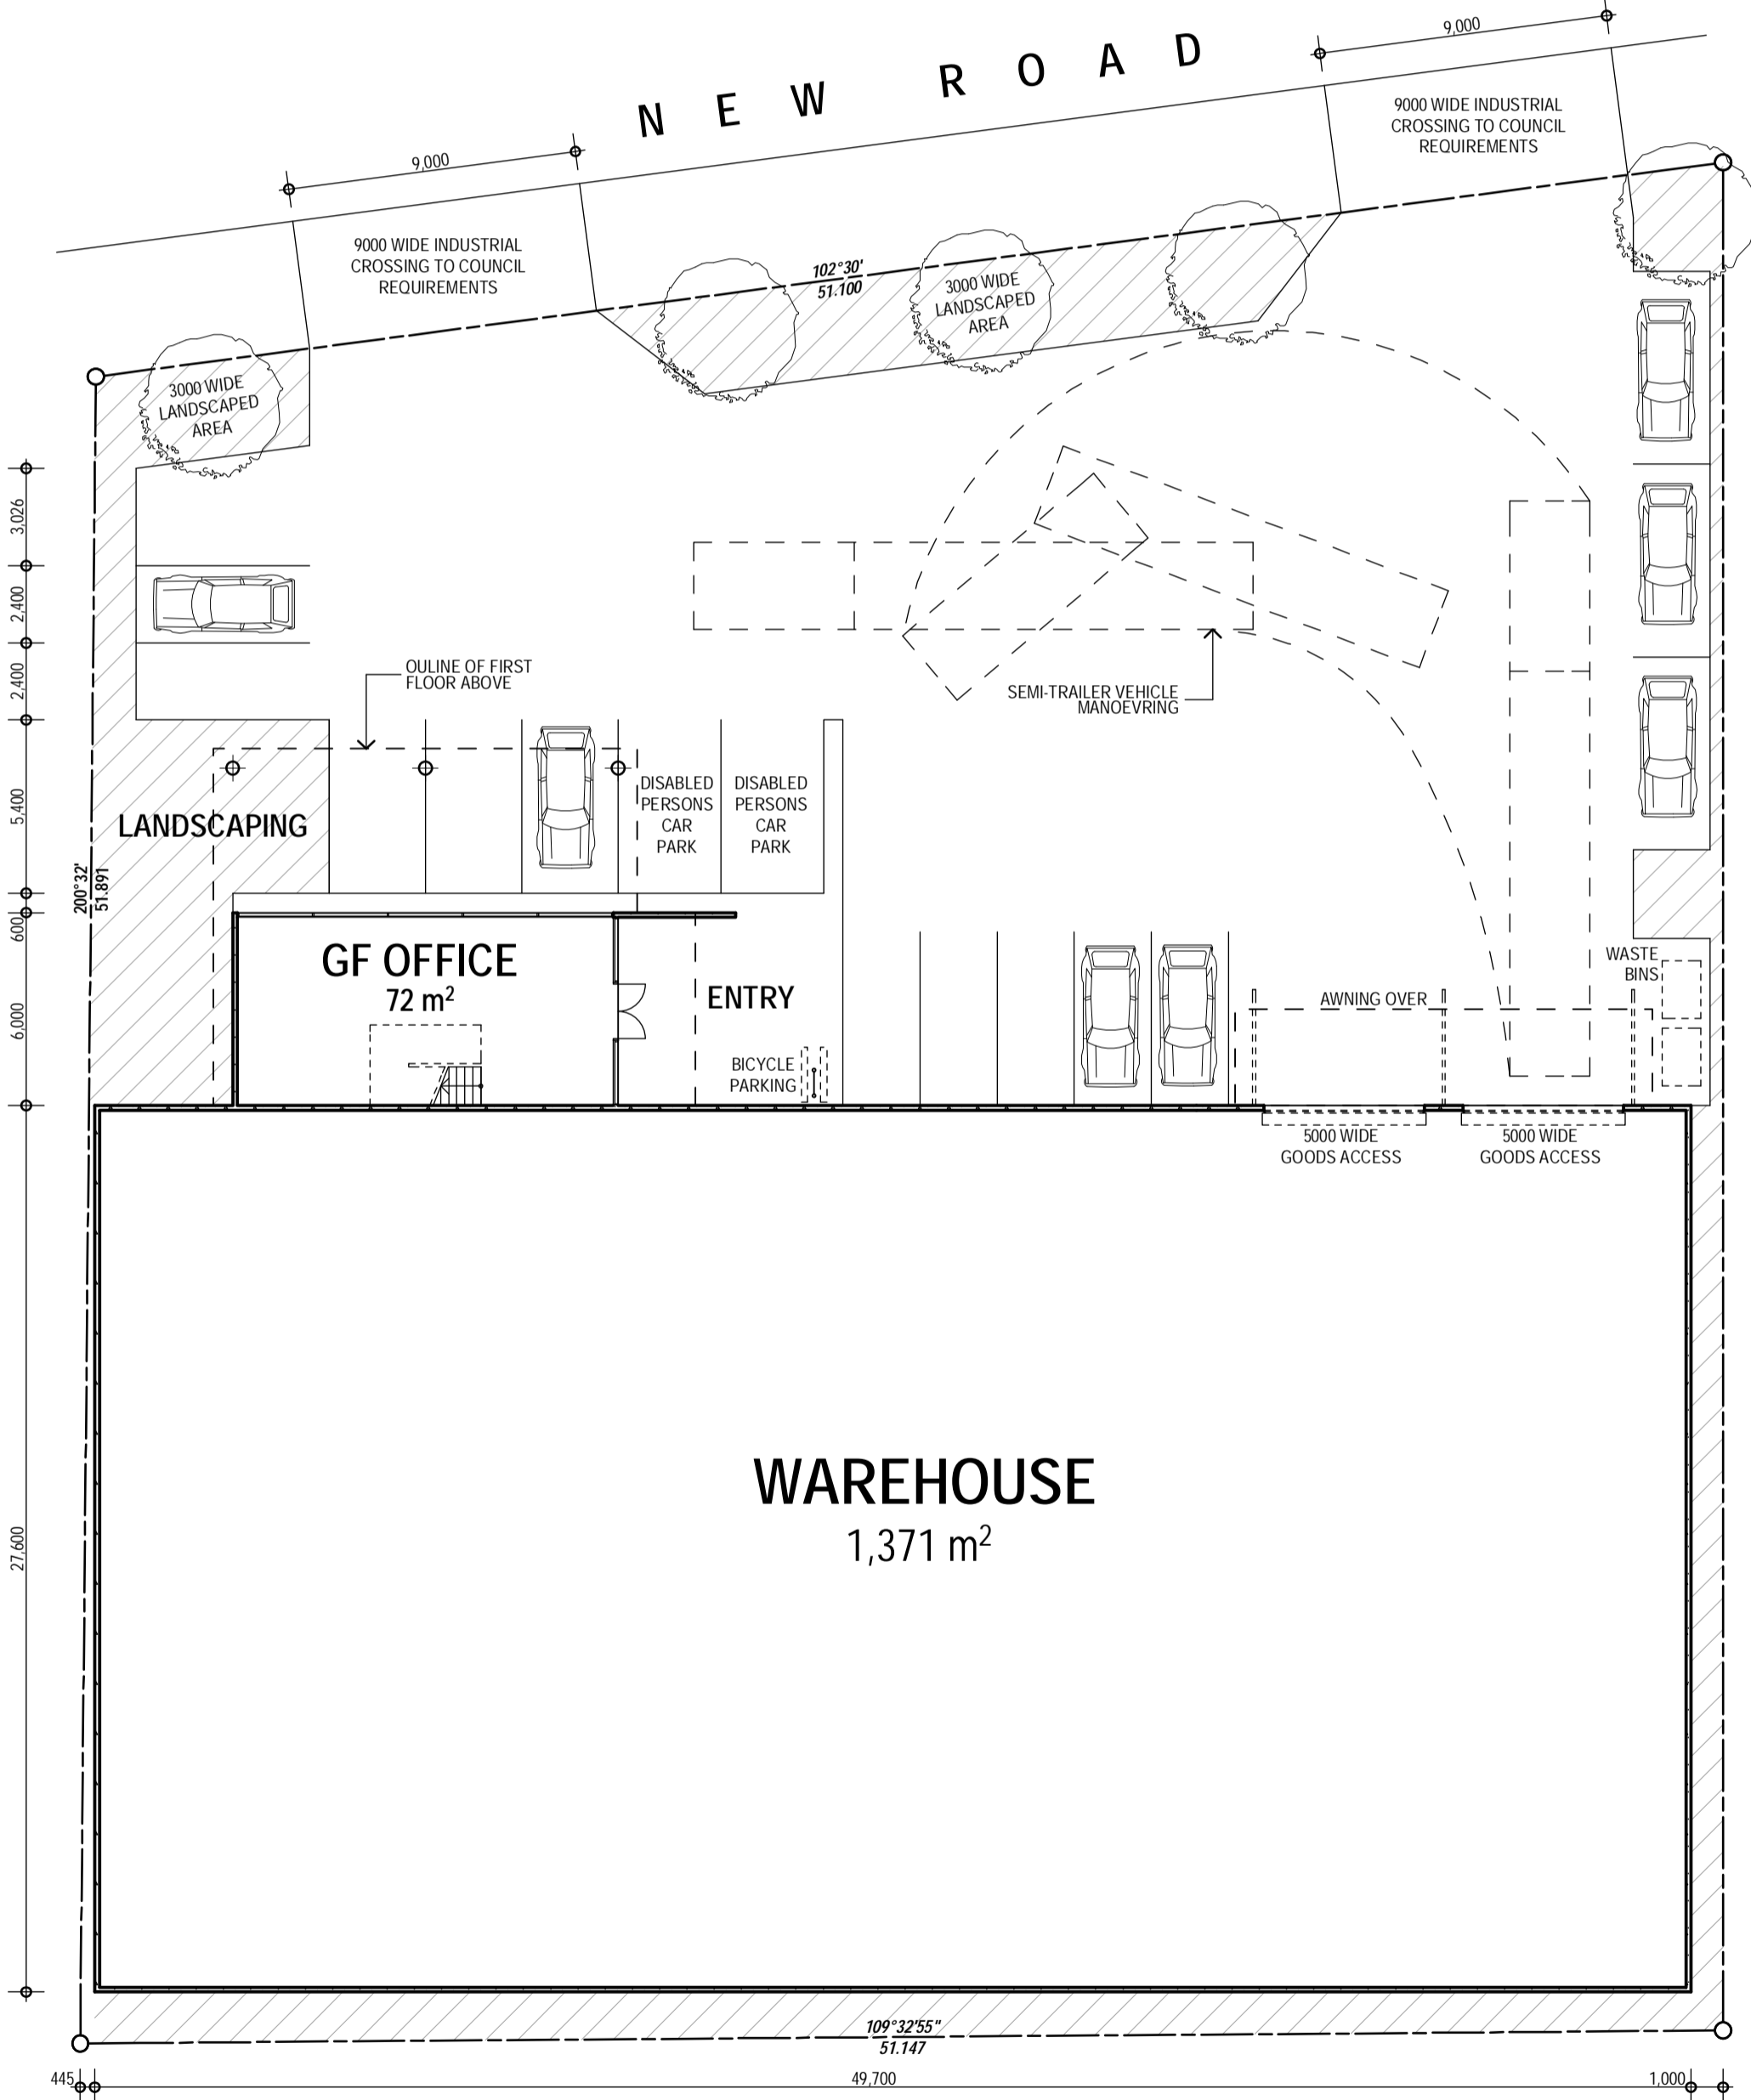 9,000
NEW ROAD
9000 WIDE INDUSTRIAL
CROSSING TO COUNCIL
REQUIREMENTS
9,000
9000 WIDE INDUSTRIAL
CROSSING TO COUNCIL
REQUIREMENTS
102°30'
51.100
3000 WIDE
LANDSCAPED
AREA
3000 WIDE
LANDSCAPED
AREA
3,026
2,400
2,400
5,400
600
6,000
27,600
OULINE OF FIRST
FLOOR ABOVE
SEMI-TRAILER VEHICLE
MANOEVRING
DISABLED
PERSONS
CAR
PARK
DISABLED
PERSONS
CAR
PARK
LANDSCAPING
200°32'
51.891
GF OFFICE
72 m²
ENTRY
WASTE
BINS
AWNING OVER
BICYCLE
PARKING
5000 WIDE
GOODS ACCESS
5000 WIDE
GOODS ACCESS
WAREHOUSE
1,371 m²
109°32'55"
51.147
445
49,700
1,000